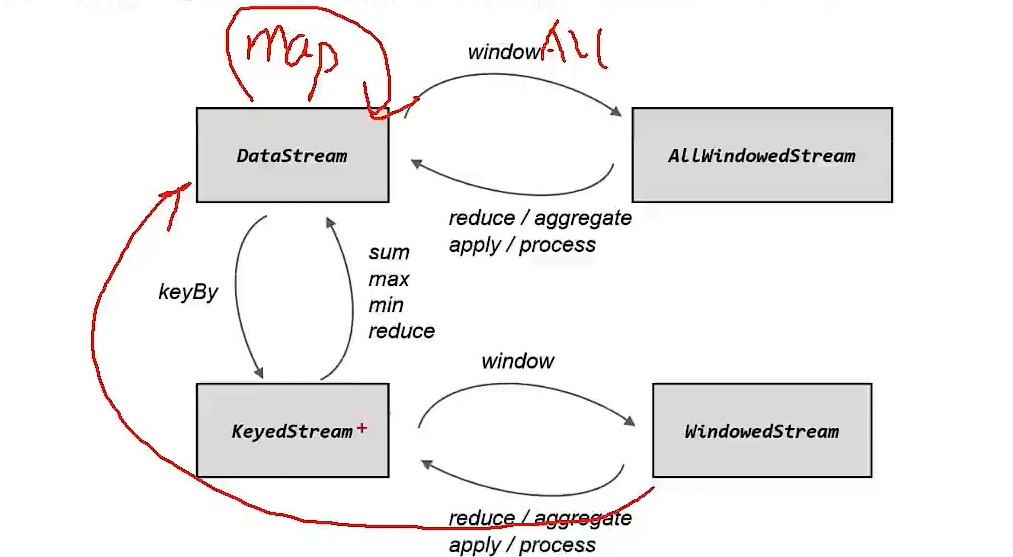 map
windowAll
DataStream
AllWindowedStream
reduce / aggregate
apply / process
sum
max
keyBy
min
reduce
window
KeyedStream
WindowedStream
reduce / aggregate
apply / process